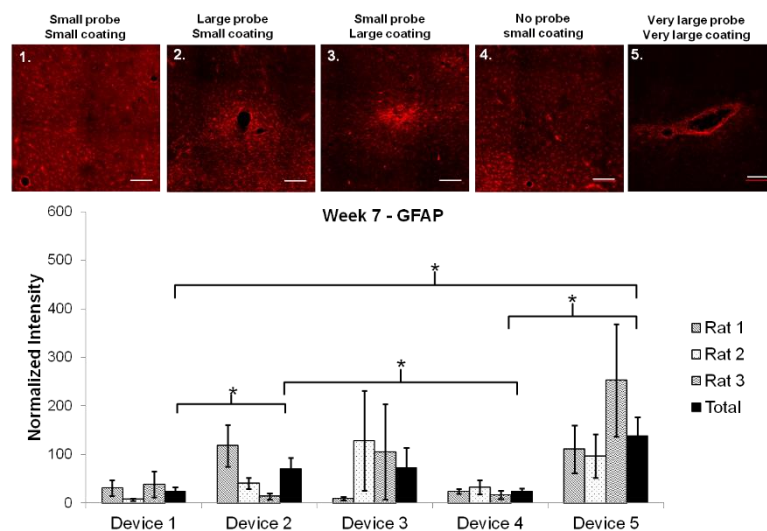 Small probe
Small coating
Large probe
Small coating
Small probe
Large coating
No probe
small coating
Very large probe
Very large coating
1.
2.
3.
4.
5.
Week 7 - GFAP
Normalized Intensity
600
500
400
300
200
100
0
*
*
*
*
Rat 1
Rat 2
Rat 3
Total
Device 1
Device 2
Device 3
Device 4
Device 5